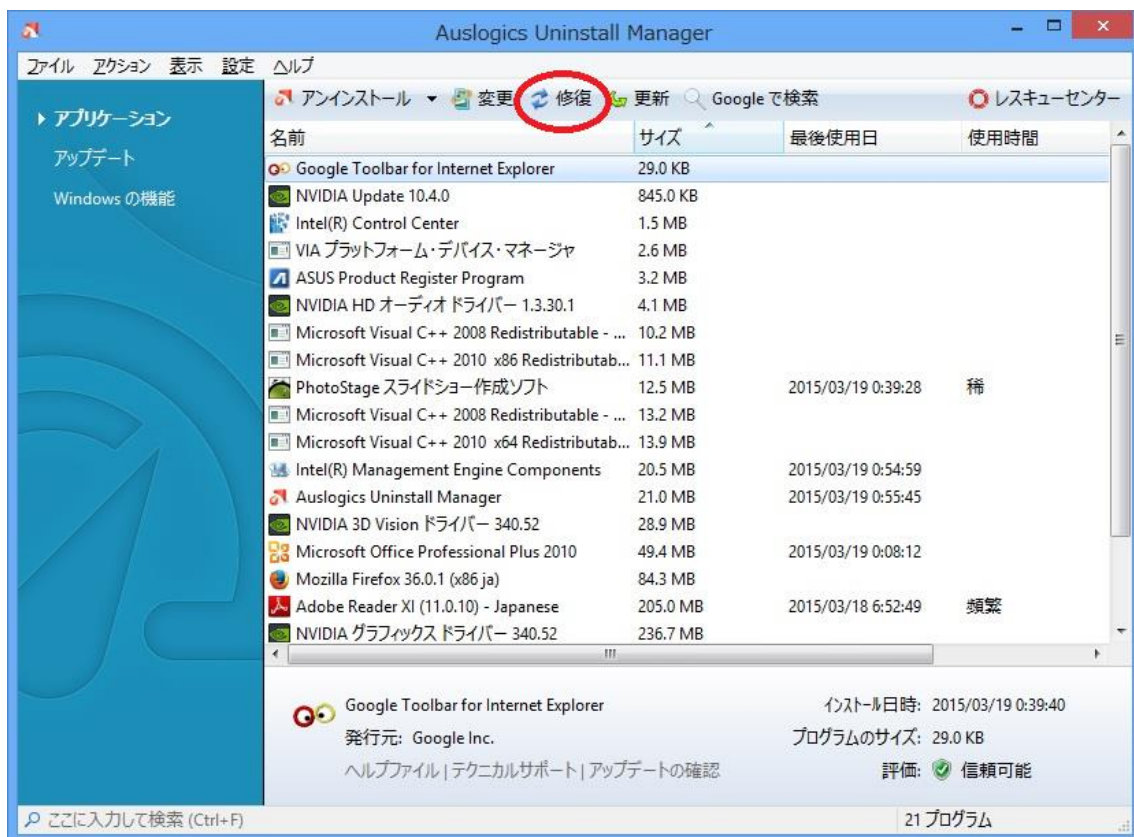 Auslogics Uninstall Manager
ファイル アクション 表示 設定 ヘルプ
アプリケーション
アップデート
Windows の機能
アンインストール 変更 修復 更新 Google で検索 レスキューセンター
名前 サイズ 最後使用日 使用時間
Google Toolbar for Internet Explorer 29.0 KB
NVIDIA Update 10.4.0 845.0 KB
Intel(R) Control Center 1.5 MB
VIA プラットフォーム・デバイス・マネージャ 2.6 MB
ASUS Product Register Program 3.2 MB
NVIDIA HD オーディオ ドライバー 1.3.30.1 4.1 MB
Microsoft Visual C++ 2008 Redistributable - ... 10.2 MB
Microsoft Visual C++ 2010 x86 Redistributab... 11.1 MB
PhotoStage スライドショー作成ソフト 12.5 MB 2015/03/19 0:39:28 稀
Microsoft Visual C++ 2008 Redistributable - ... 13.2 MB
Microsoft Visual C++ 2010 x64 Redistributab... 13.9 MB
Intel(R) Management Engine Components 20.5 MB 2015/03/19 0:54:59
Auslogics Uninstall Manager 21.0 MB 2015/03/19 0:55:45
NVIDIA 3D Vision ドライバー 340.52 28.9 MB
Microsoft Office Professional Plus 2010 49.4 MB 2015/03/19 0:08:12
Mozilla Firefox 36.0.1 (x86 ja) 84.3 MB
Adobe Reader XI (11.0.10) - Japanese 205.0 MB 2015/03/18 6:52:49 頻繁
NVIDIA グラフィックス ドライバー 340.52 236.7 MB
Google Toolbar for Internet Explorer インストール日時: 2015/03/19 0:39:40
発行元: Google Inc. プログラムのサイズ: 29.0 KB
ヘルプファイル | テクニカルサポート | アップデートの確認 評価: 信頼可能
ここに入力して検索 (Ctrl+F) 21 プログラム